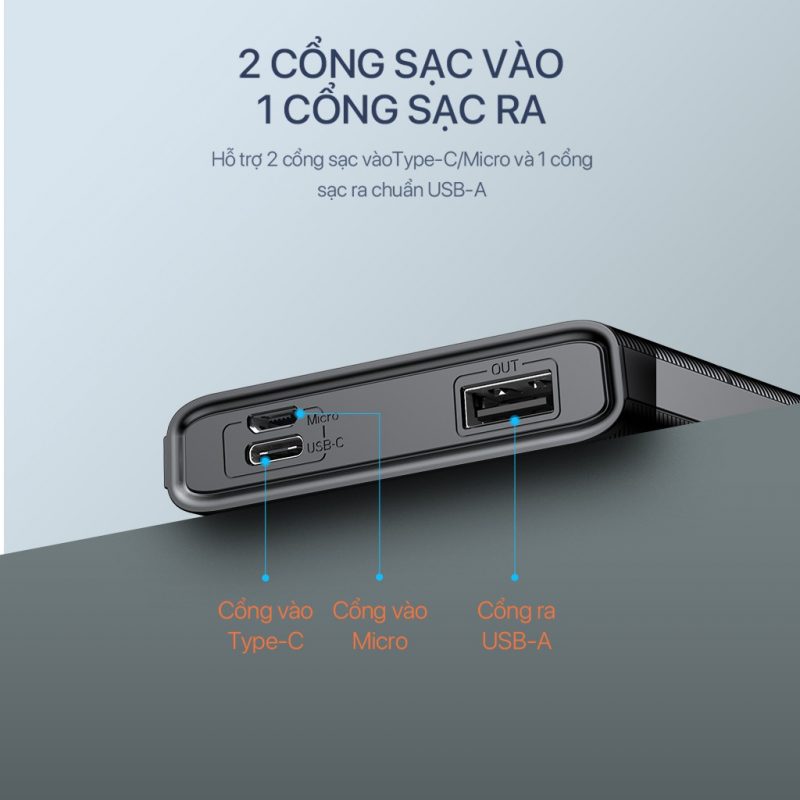 2 CỔNG SẠC VÀO
1 CỔNG SẠC RA
Hỗ trợ 2 cổng sạc vàoType-C/Micro và 1 cổng
sạc ra chuẩn USB-A
OUT
Micro
I
USB-C
Cổng vào
Type-C
Cổng vào
Micro
Cổng ra
USB-A